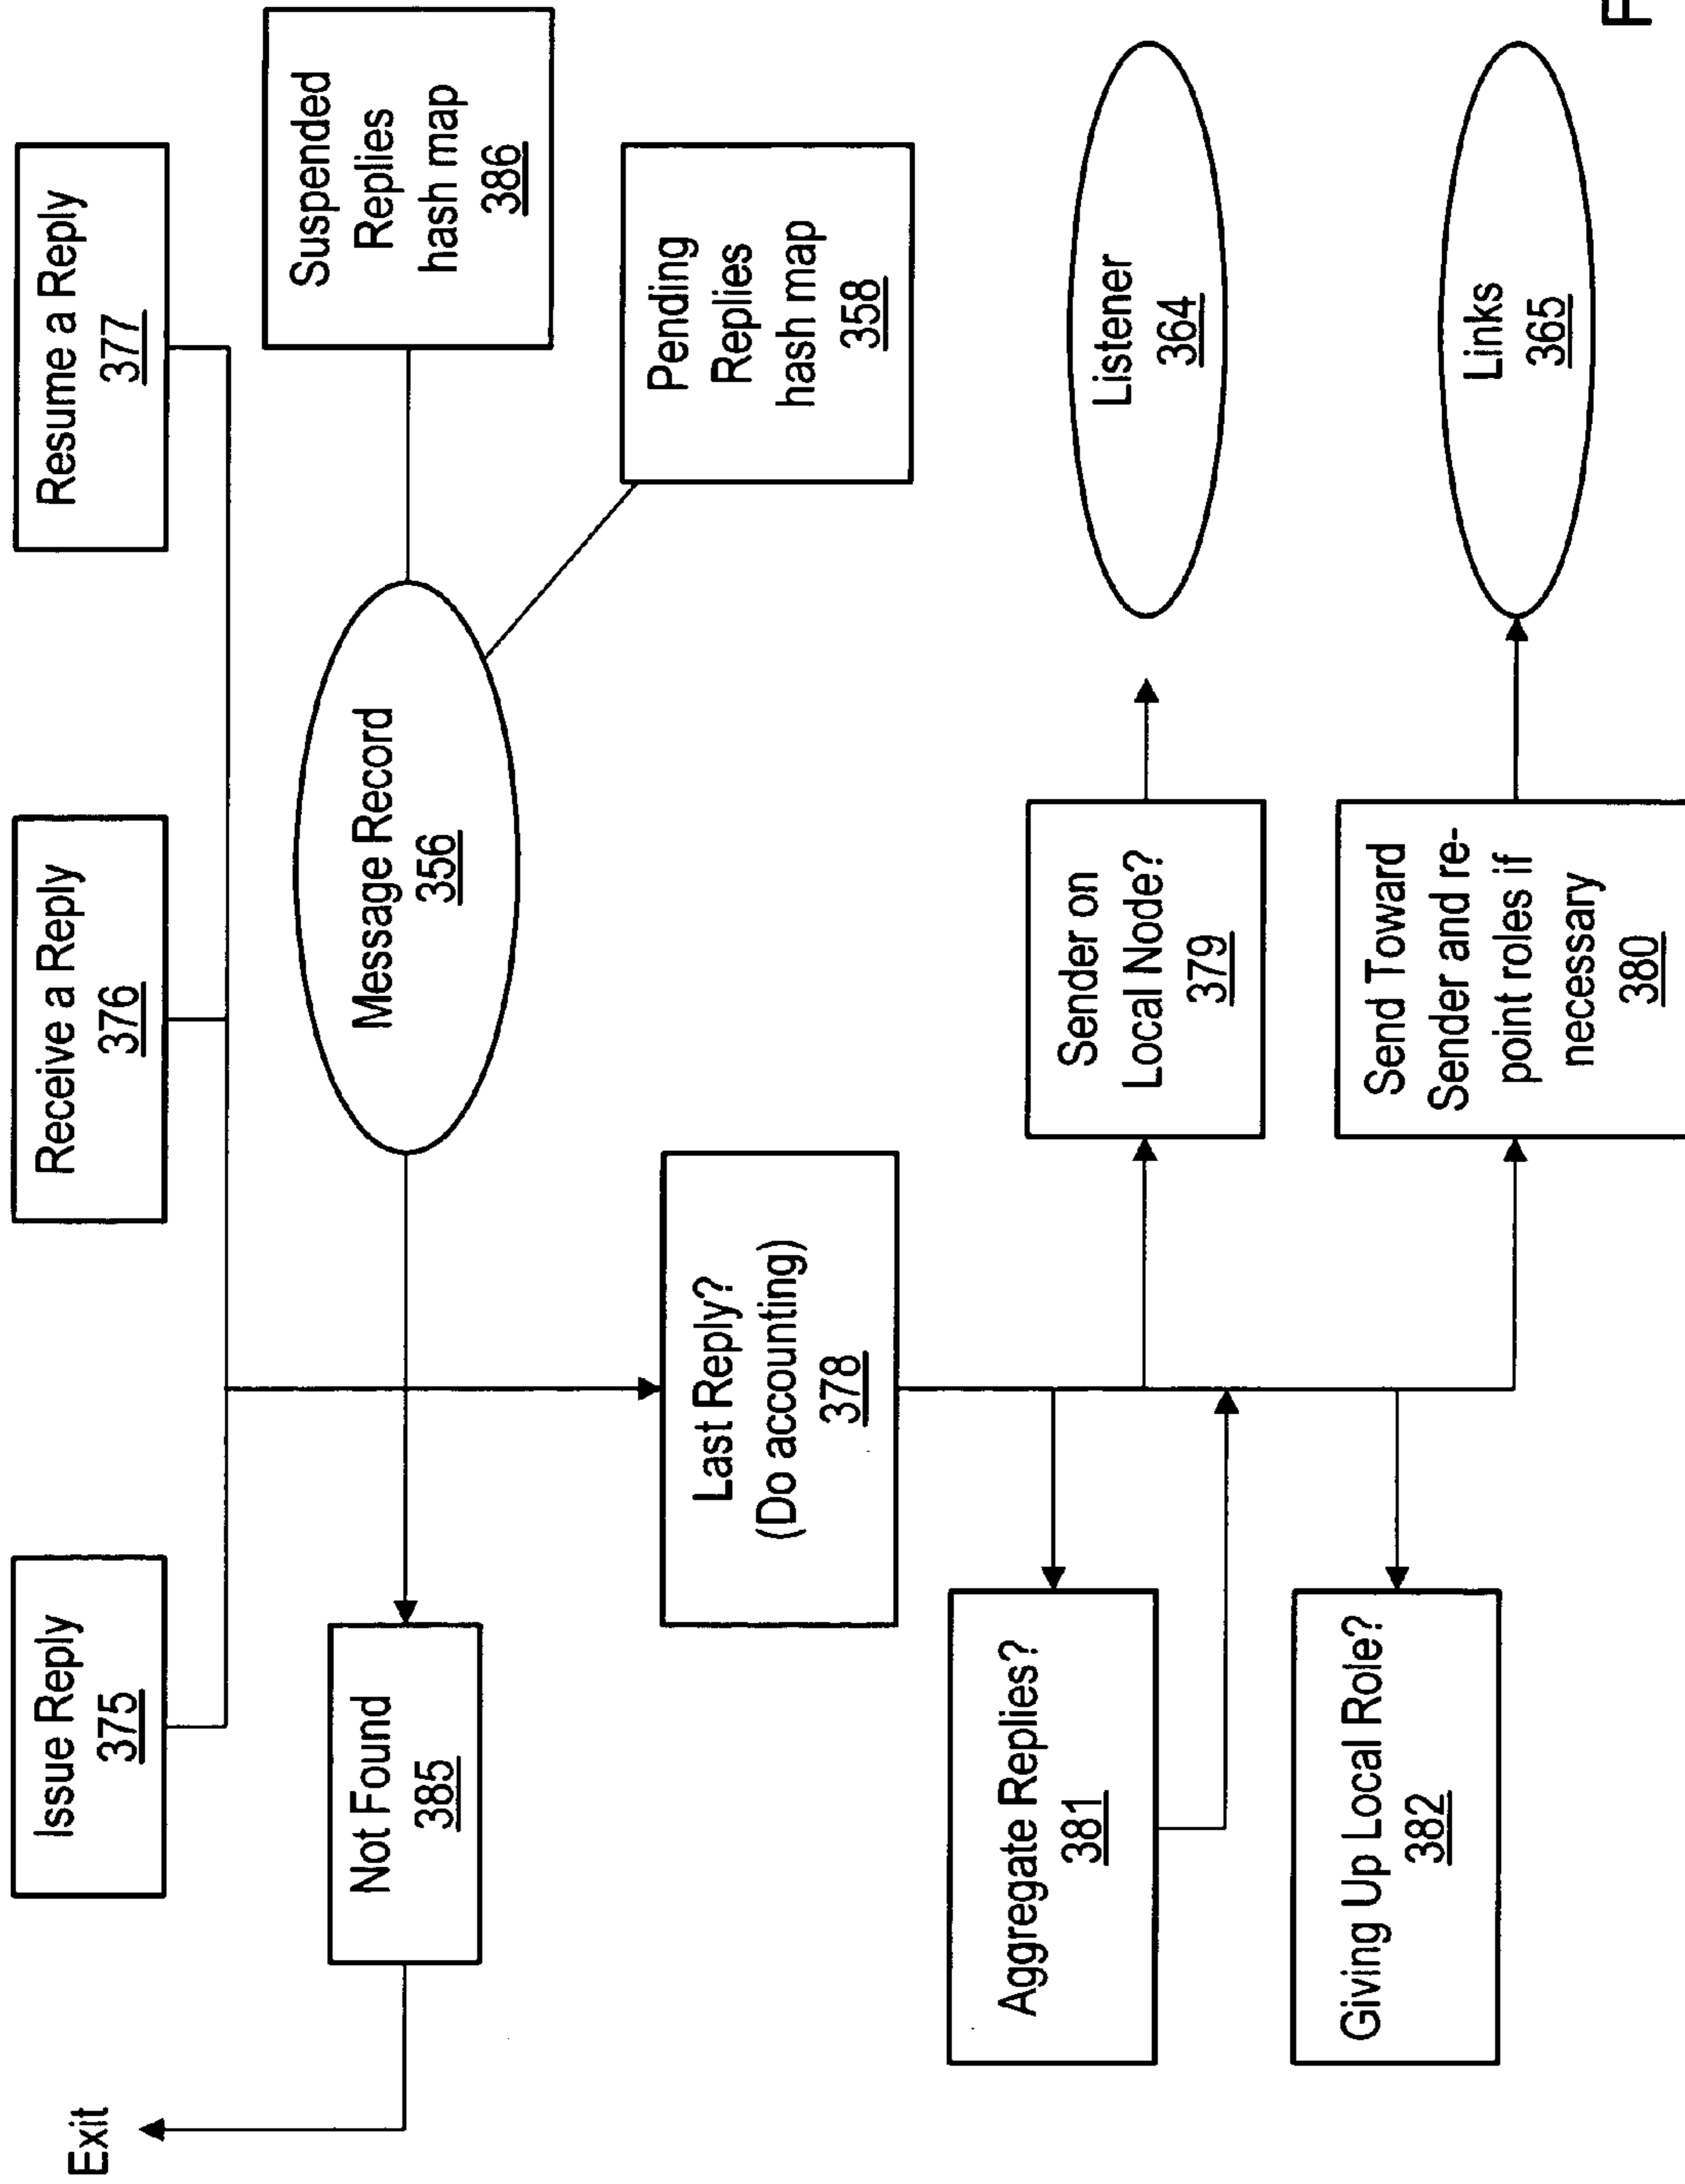 Exit
Issue Reply
375
Receive a Reply
376
Resume a Reply
377
Not Found
385
Message Record
356
Suspended
Replies
hash map
386
Last Reply?
(Do accounting)
378
Pending
Replies
hash map
358
Aggregate Replies?
381
Sender on
Local Node?
379
Listener
364
Giving Up Local Role?
382
Send Toward
Sender and re-
point roles if
necessary
380
Links
365
F